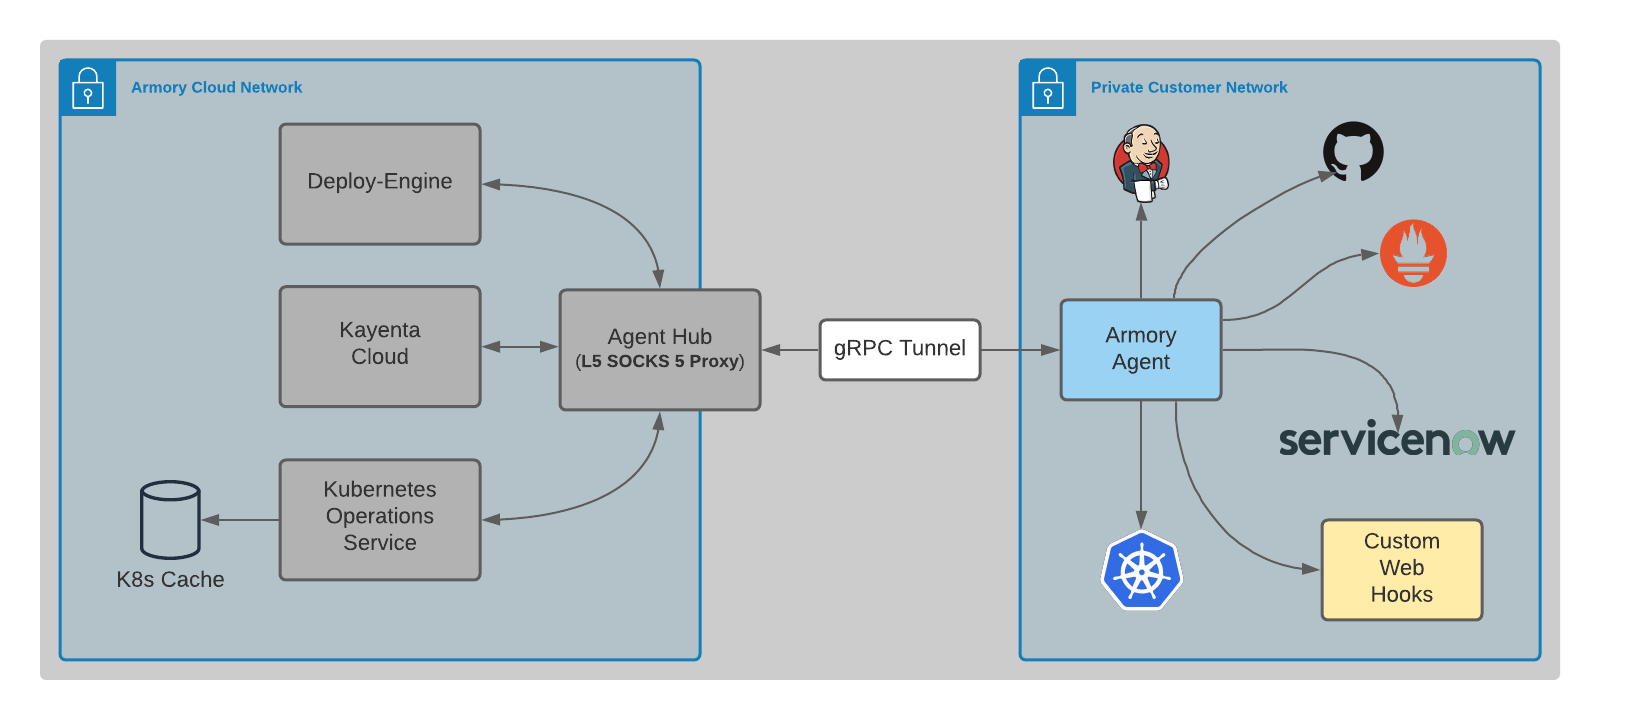 Armory Cloud Network
Deploy-Engine
Kayenta
Cloud
Kubernetes
Operations
Service
K8s Cache
Agent Hub
(L5 SOCKS 5 Proxy)
gRPC Tunnel
Private Customer Network
Armory
Agent
servicenow
Custom
Web
Hooks